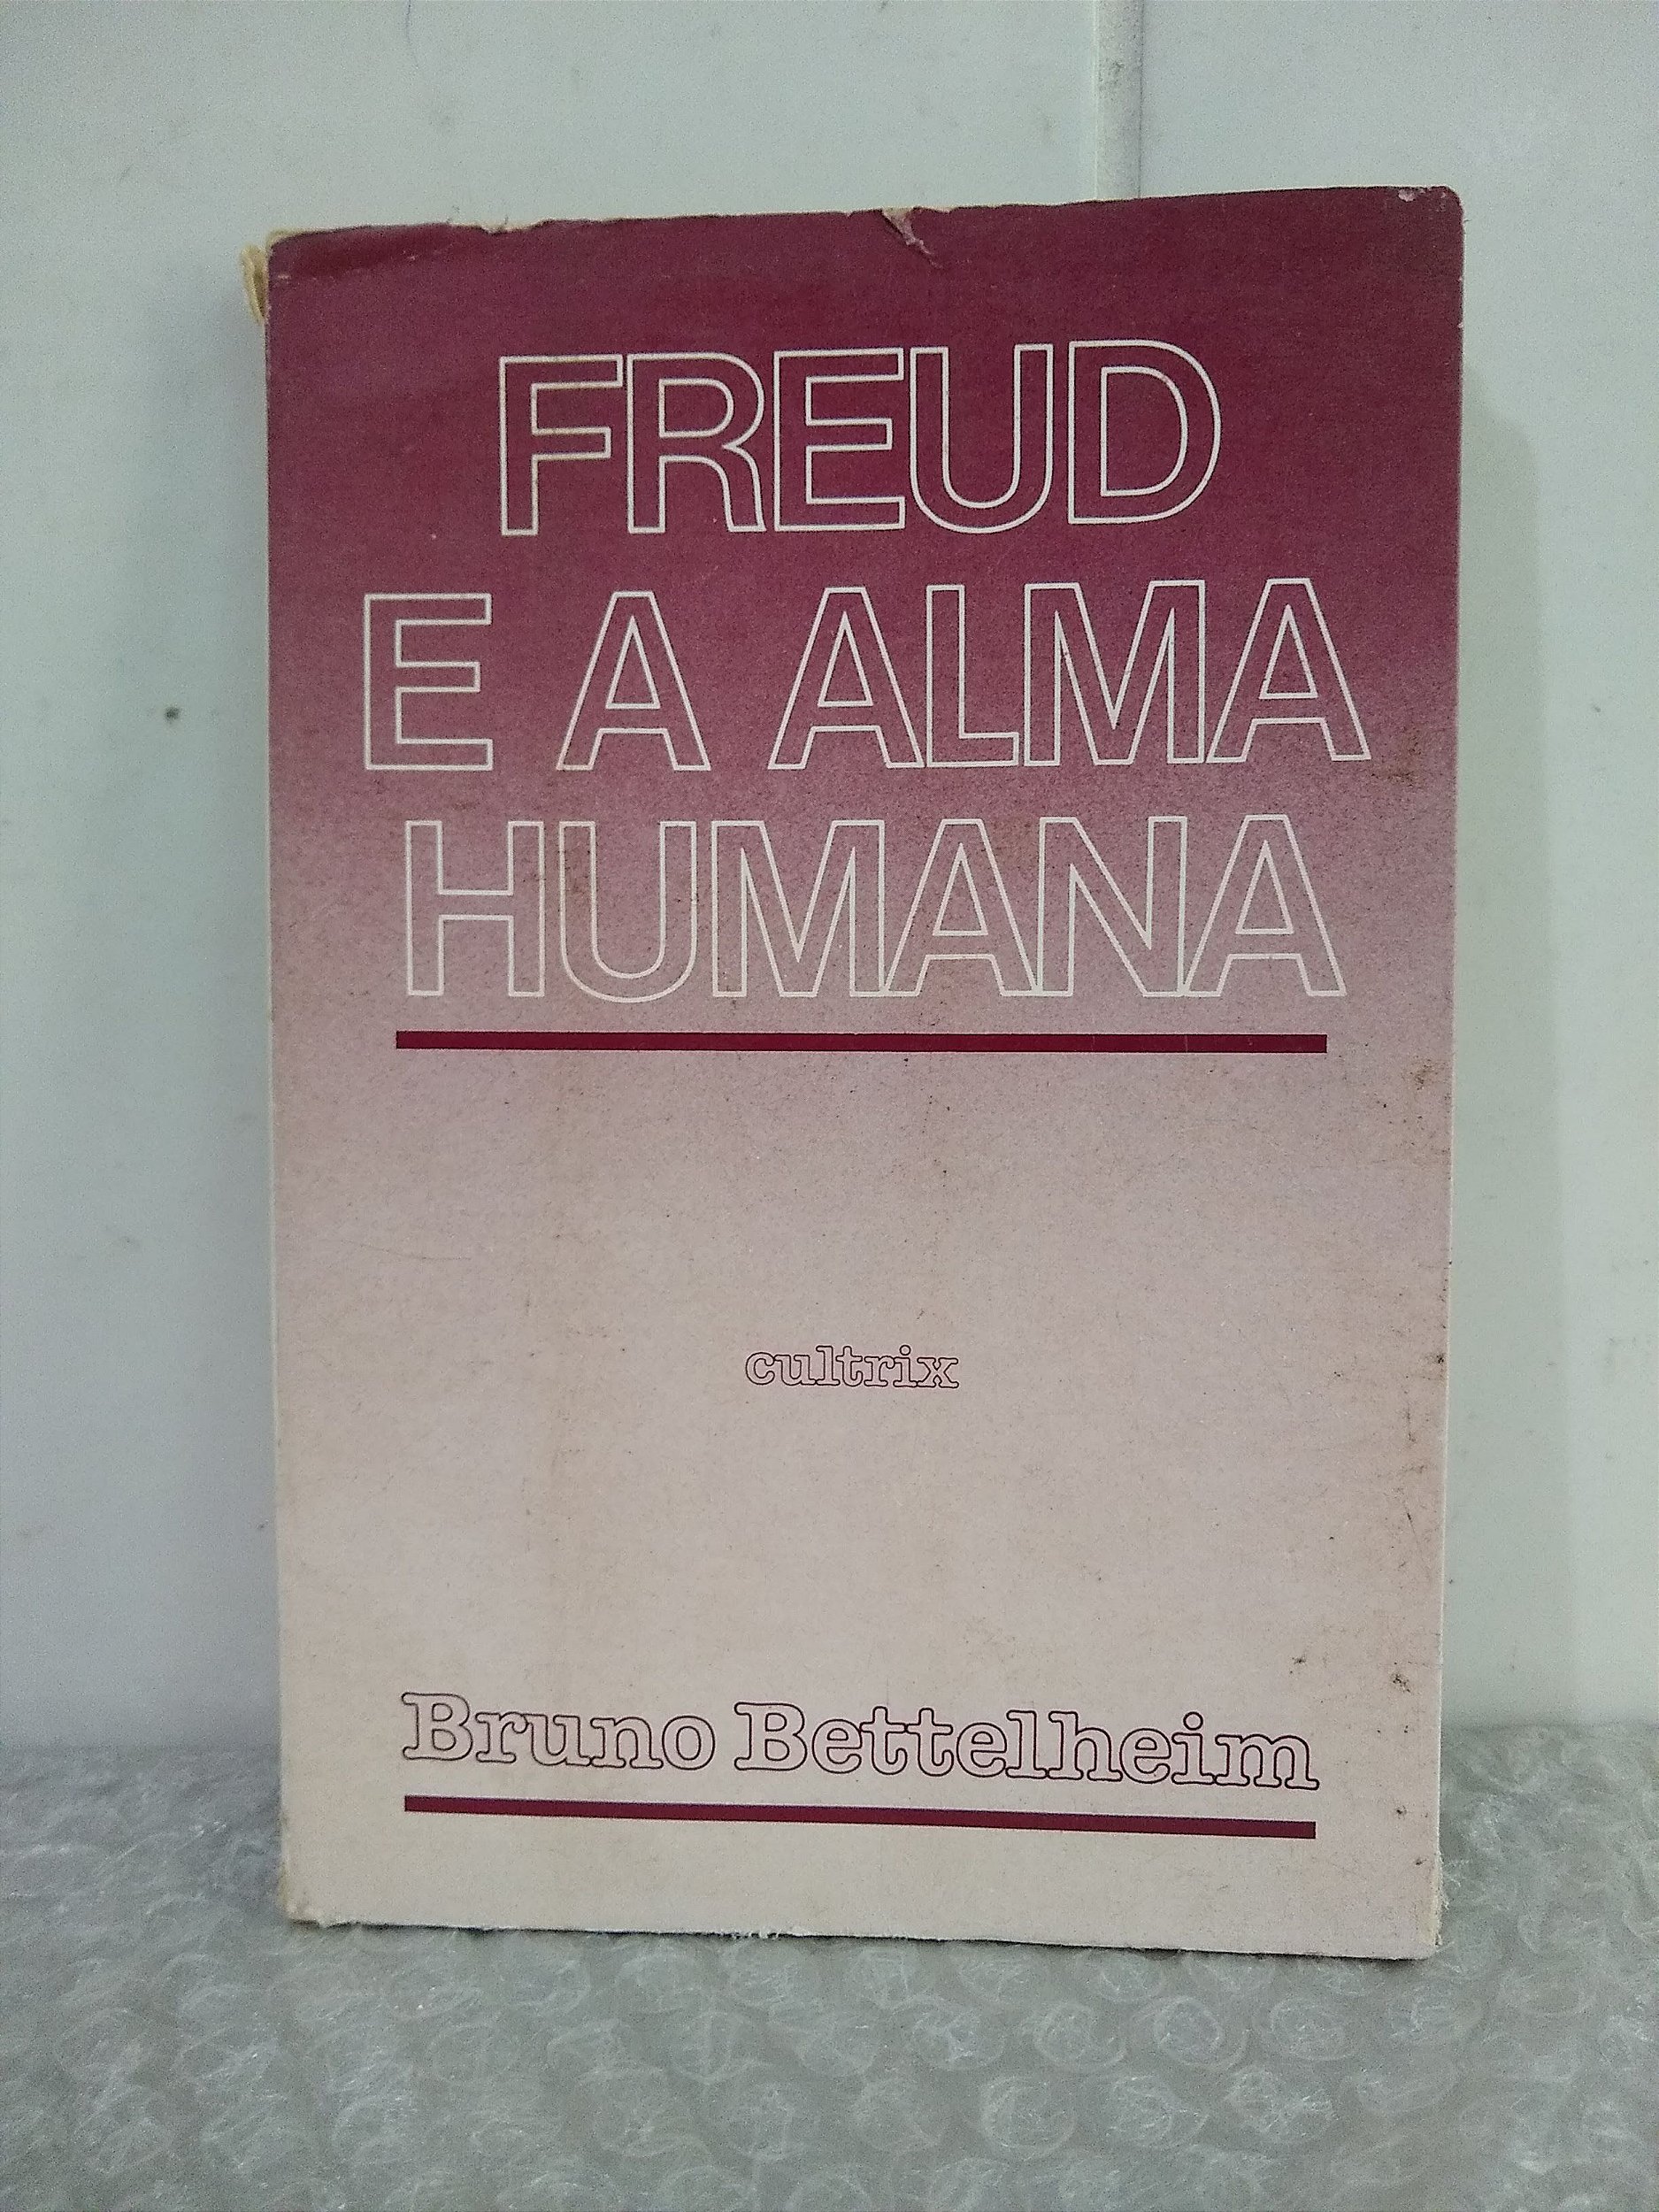 FREUD
E A ALMA
HUMANA
cultrix
Bruno Bettelheim